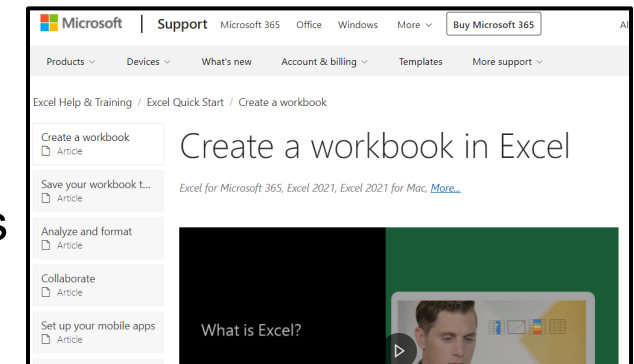 Microsoft | Support Microsoft 365 Office Windows More Buy Microsoft 365 Al
Products Devices What's new Account & billing Templates More support
Excel Help & Training / Excel Quick Start / Create a workbook
Create a workbook
Article
Save your workbook t...
Article
Analyze and format
Article
Collaborate
Article
Set up your mobile apps
Article
Create a workbook in Excel
Excel for Microsoft 365, Excel 2021, Excel 2021 for Mac, More...
What is Excel?
s